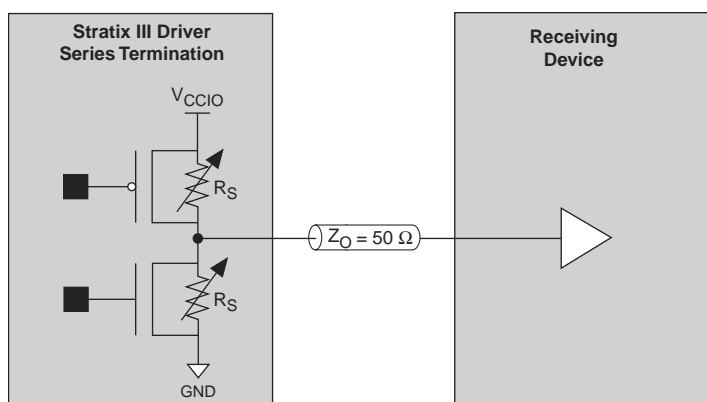 Stratix III Driver
Series Termination
Receiving
Device
VCCIO
RS
ZO = 50 Ω
RS
GND